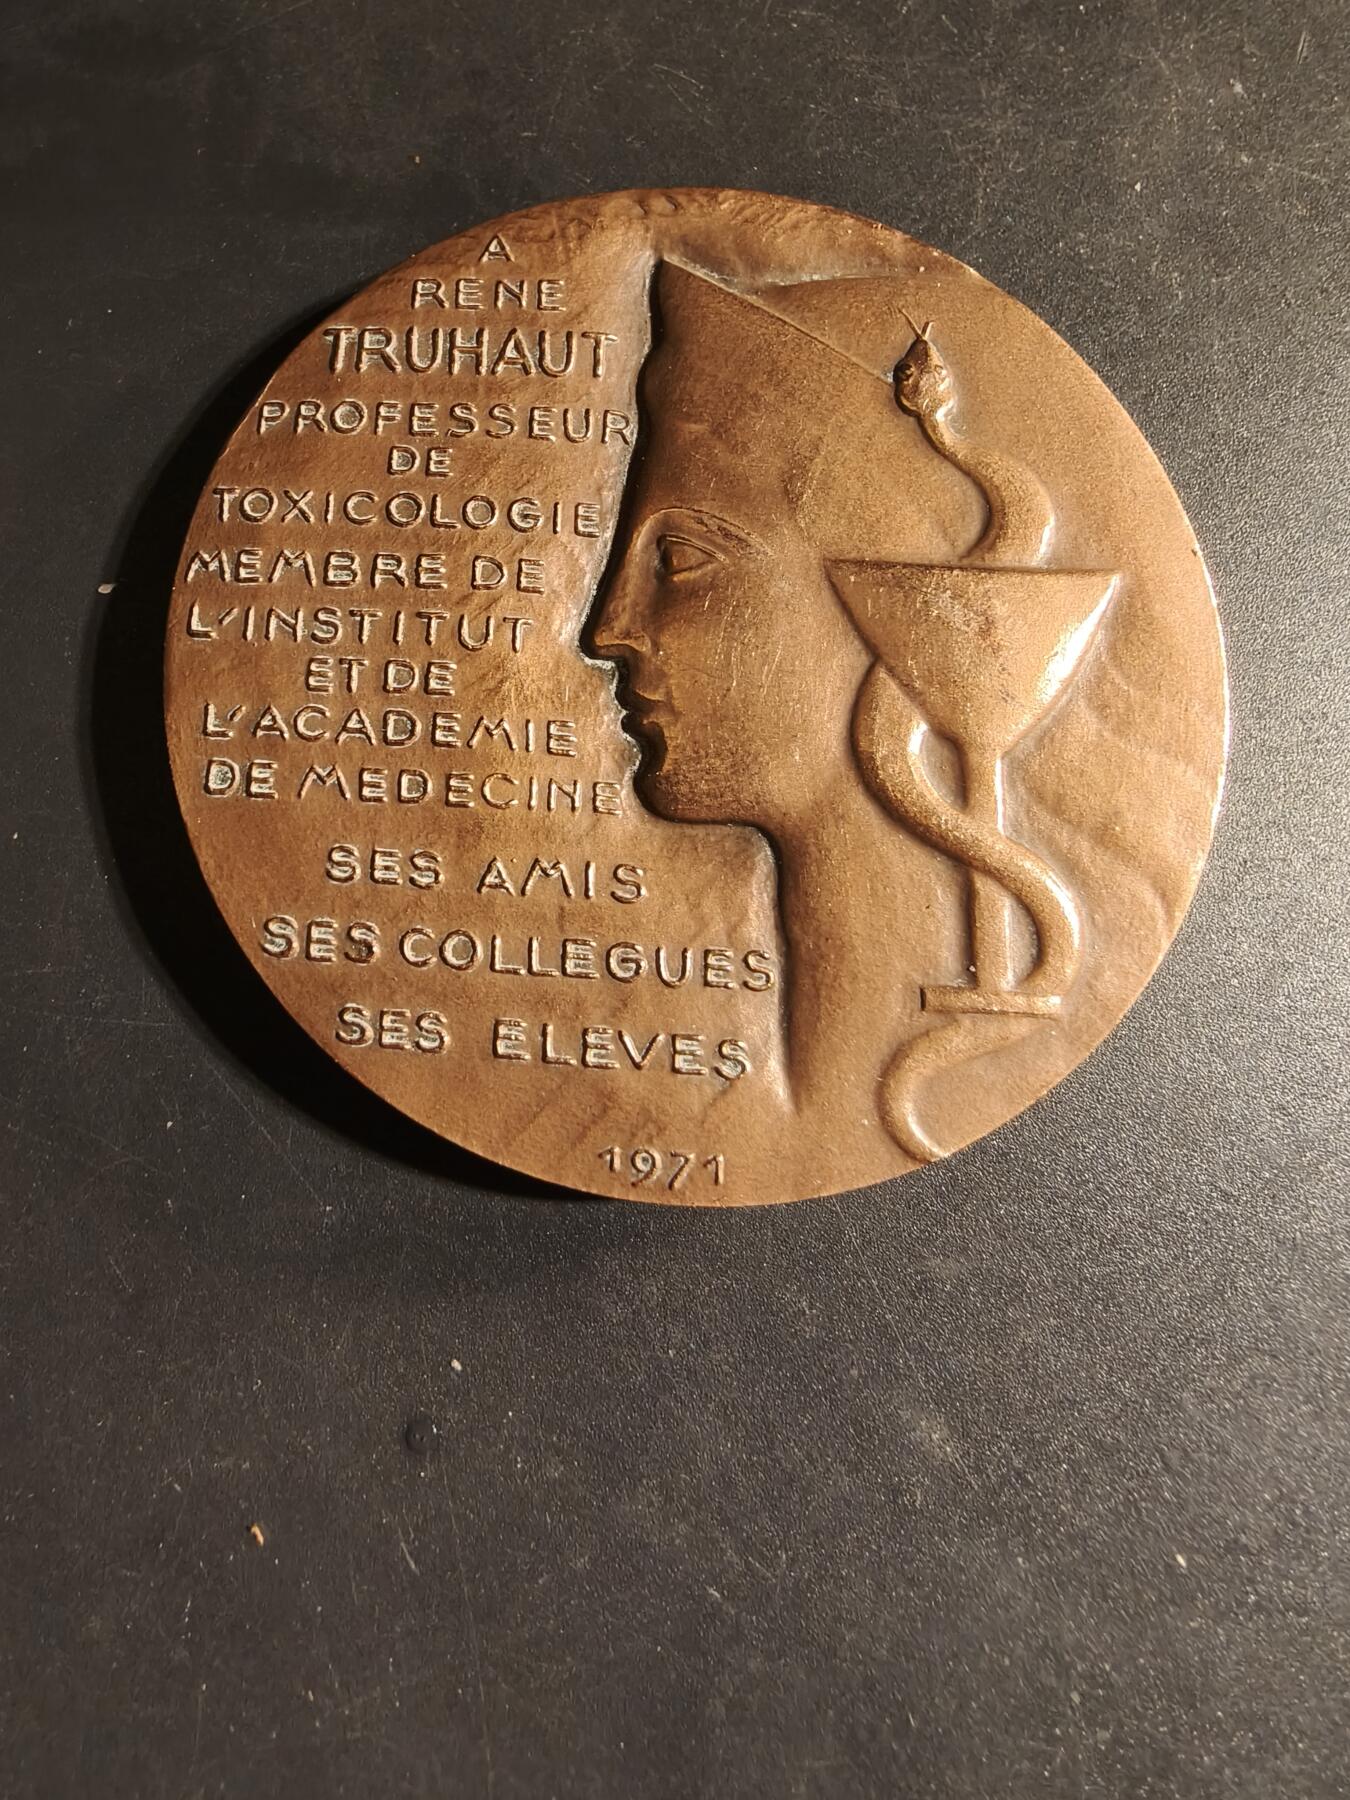 A
RENE
TRUHAUT
PROFESSEUR
DE
TOXICOLOGIE
MEMBRE DE
L'INSTITUT
ET DE
L'ACADEMIE
DE MEDECINE
SES AMIS
SES COLLEGUES
SES ELEVES
1971